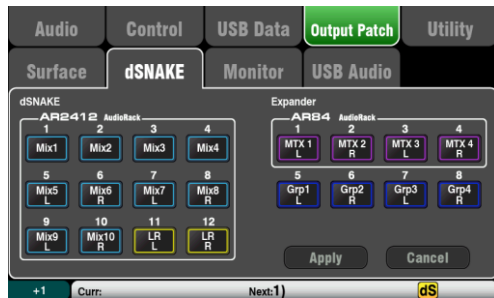 Audio Control USB Data Output Patch Utility
Surface dSNAKE Monitor USB Audio
dSNAKE Expander
AR2412 AudioRack AR84 AudioRack
1 2 3 4 1 2 3 4
Mix1 Mix2 Mix3 Mix4 MTX 1 L MTX 2 R MTX 3 L MTX 4 R
5 6 7 8 5 6 7 8
Mix5 L Mix6 R Mix7 L Mix8 R Grp1 L Grp2 R Grp3 L Grp4 R
9 10 11 12
Mix9 L Mix10 R LR L LR R
Apply Cancel
+1 Curr: Next:1) dS